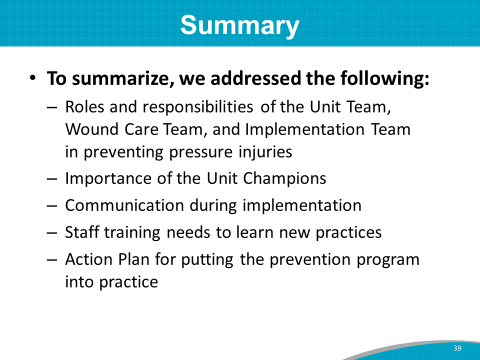 Summary
• To summarize, we addressed the following:
– Roles and responsibilities of the Unit Team,
Wound Care Team, and Implementation Team
in preventing pressure injuries
– Importance of the Unit Champions
– Communication during implementation
– Staff training needs to learn new practices
– Action Plan for putting the prevention program
into practice
39